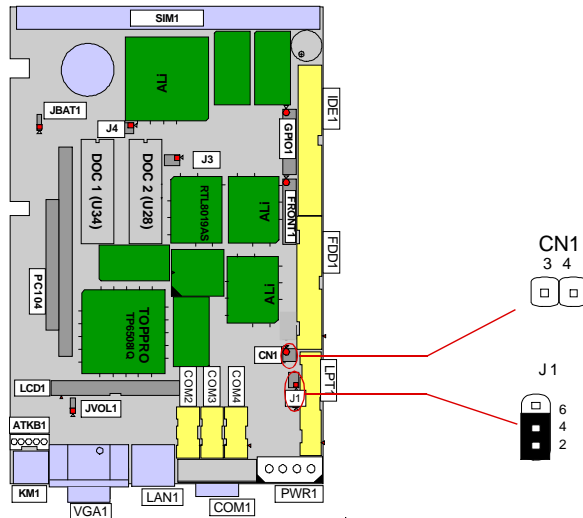 SIM1
ALi
JBAT1
J4
IDE1
GPIO1
DOC 1 (U34)
DOC 2 (U28)
J3
RTL8019AS
ALi
FRONT1
FDD1
PC104
ALi
TOPPRO
TP6508IQ
CN1
LPT1
J1
LCD1
COM2
COM3
COM4
JVOL1
ATKB1
KM1
VGA1
LAN1
COM1
PWR1
CN1
3 4
J1
6
4
2